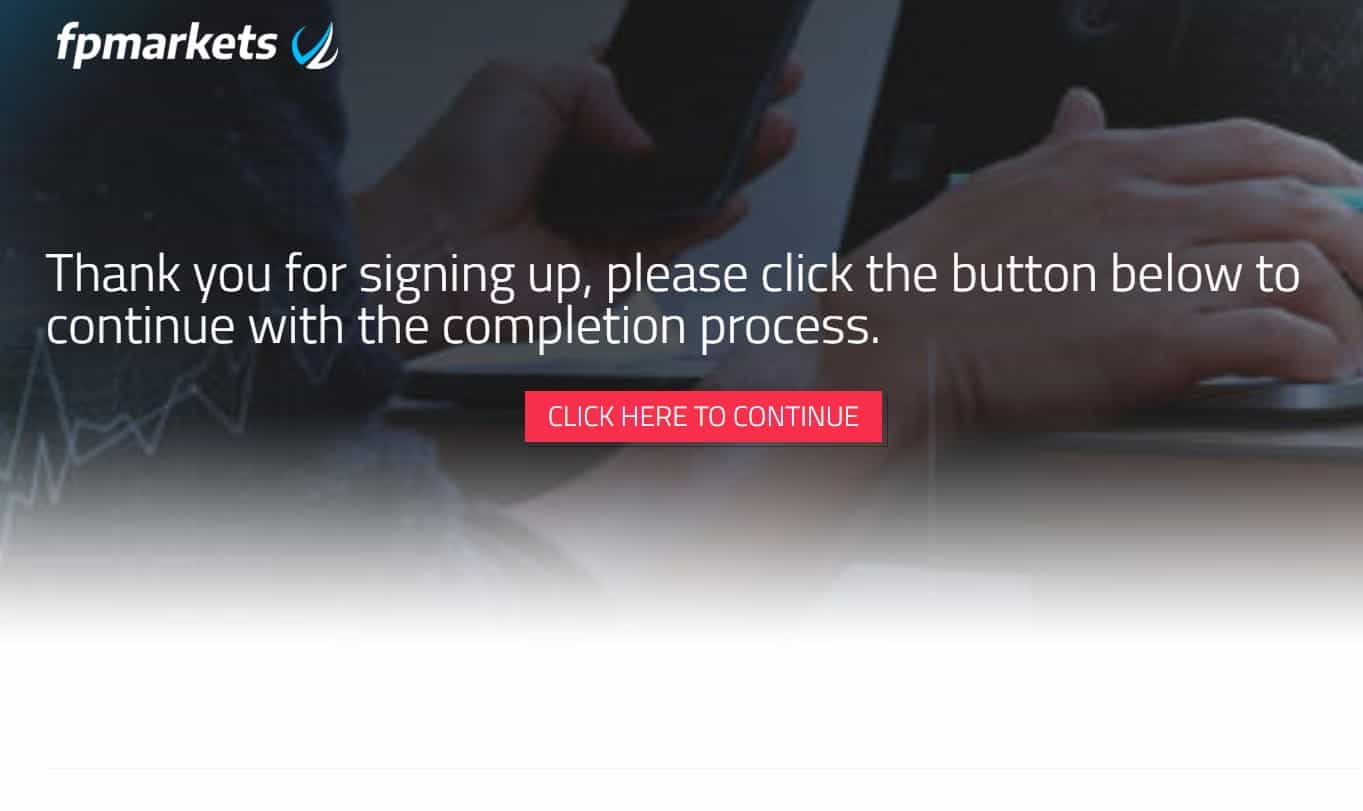 fpmarkets
Thank you for signing up, please click the button below to
continue with the completion process.
CLICK HERE TO CONTINUE